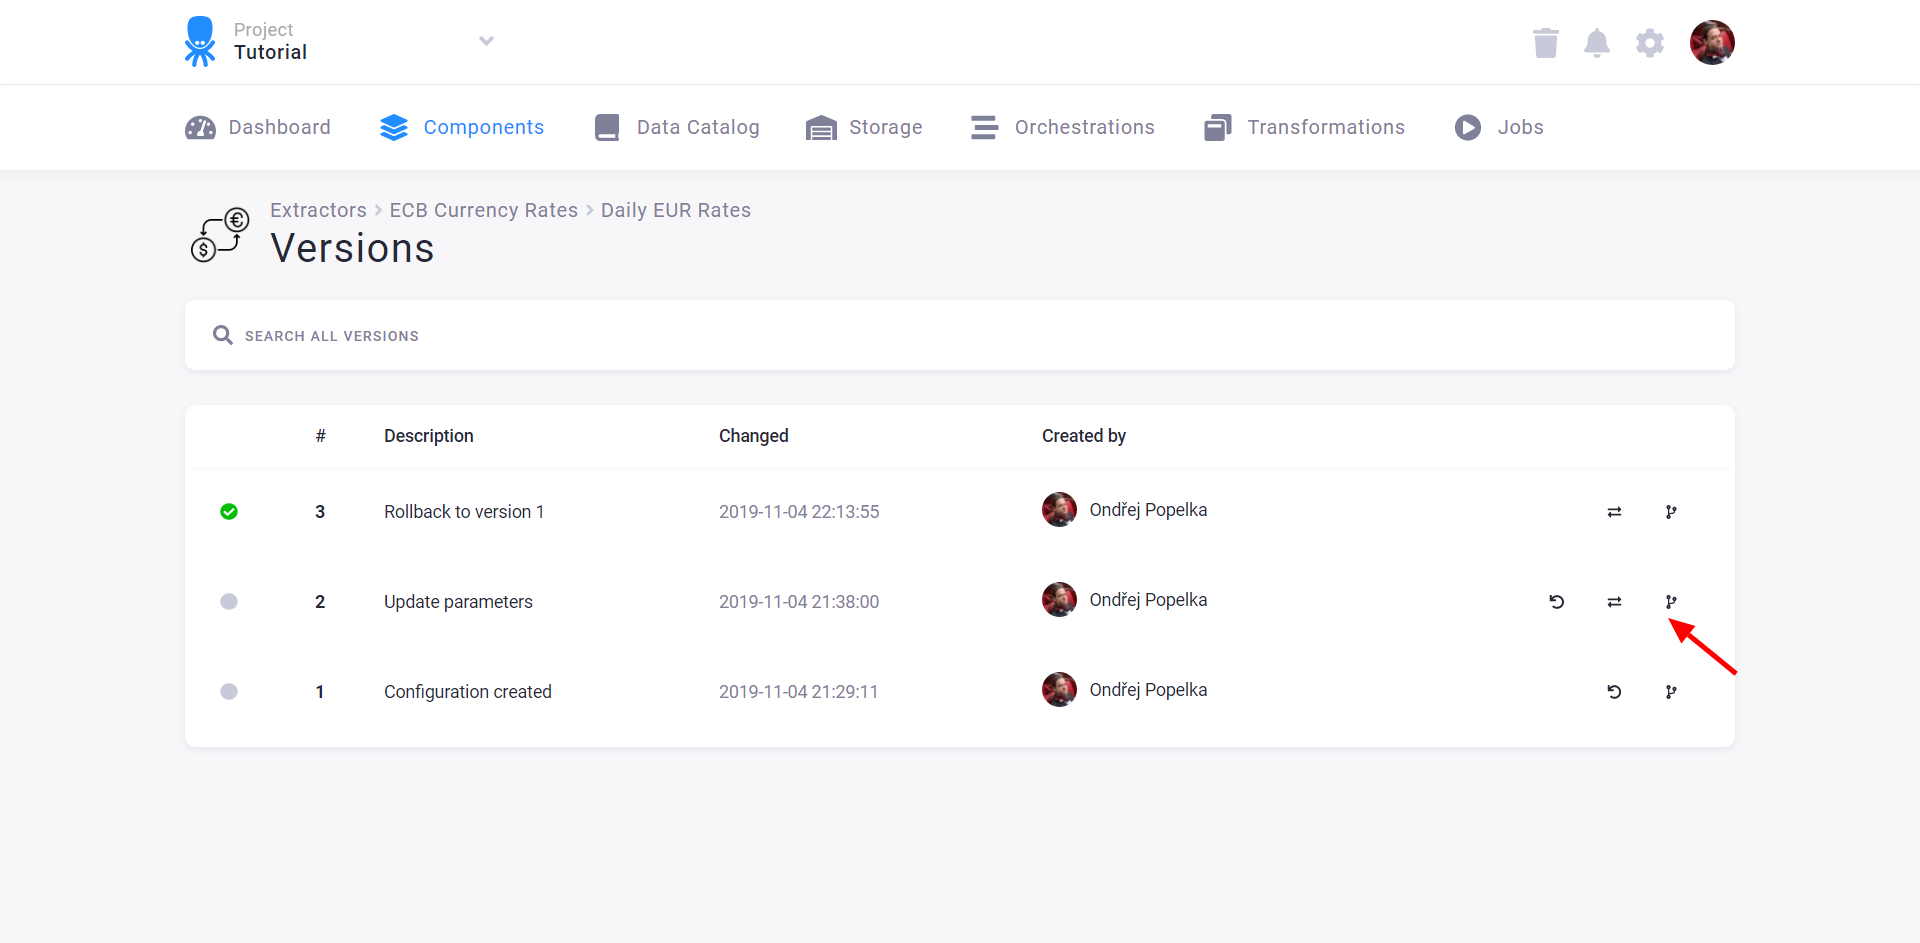 Project
Tutorial
Dashboard Components Data Catalog Storage Orchestrations Transformations Jobs
Extractors › ECB Currency Rates › Daily EUR Rates
Versions
SEARCH ALL VERSIONS
# Description Changed Created by
3 Rollback to version 1 2019-11-04 22:13:55 Ondřej Popelka
2 Update parameters 2019-11-04 21:38:00 Ondřej Popelka
1 Configuration created 2019-11-04 21:29:11 Ondřej Popelka